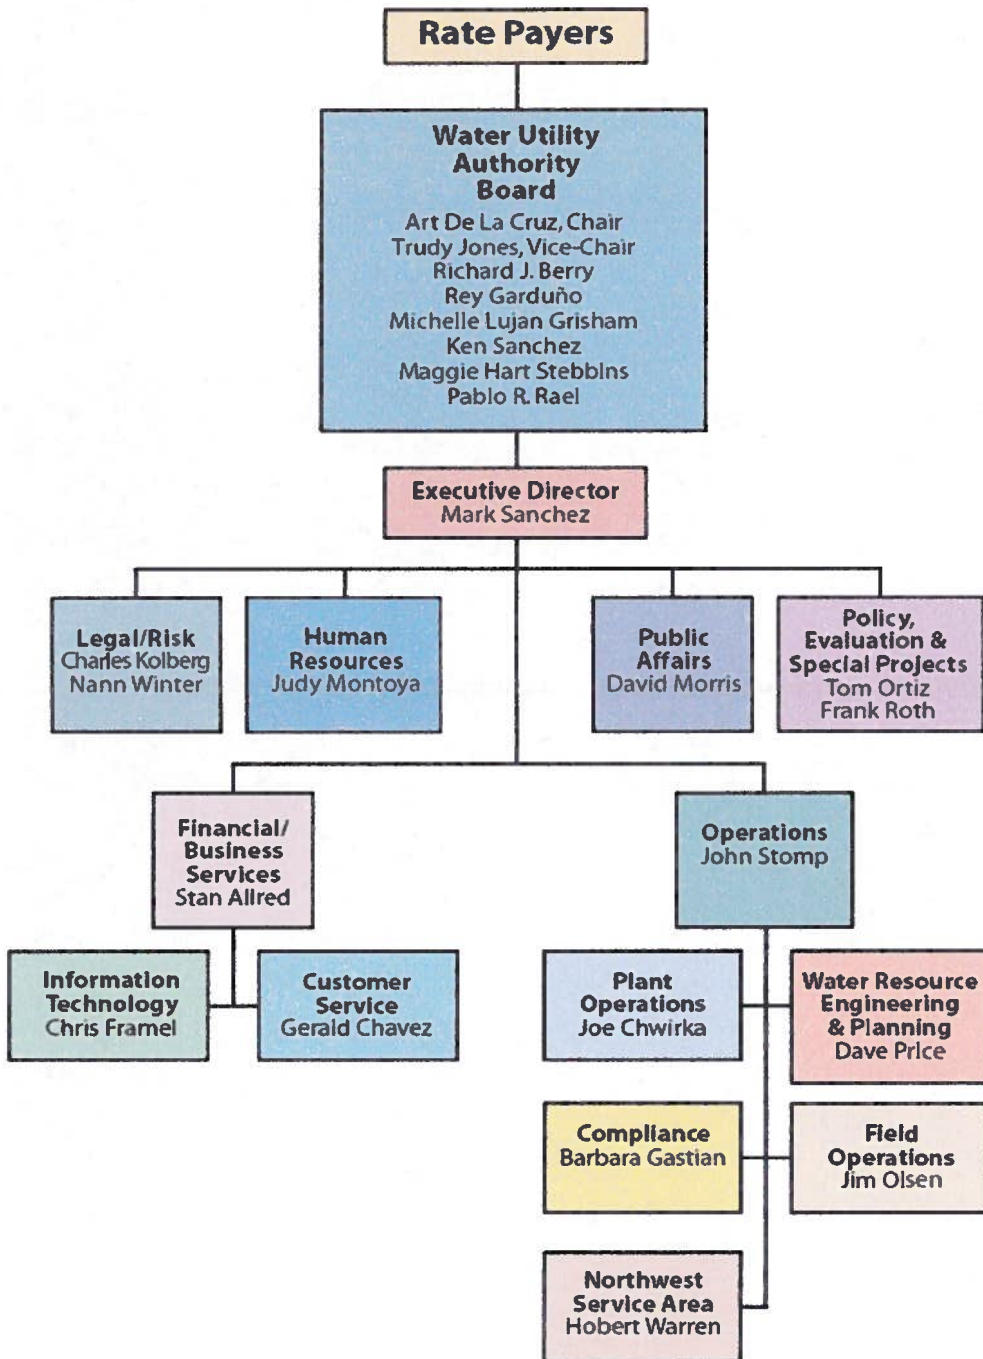 Rate Payers
Water Utility
Authority
Board
Art De La Cruz, Chair
Trudy Jones, Vice-Chair
Richard J. Berry
Rey Garduño
Michelle Lujan Grisham
Ken Sanchez
Maggie Hart Stebbins
Pablo R. Rael
Executive Director
Mark Sanchez
Legal/Risk
Charles Kolberg
Nann Winter
Human
Resources
Judy Montoya
Public
Affairs
David Morris
Policy,
Evaluation &
Special Projects
Tom Ortiz
Frank Roth
Financial/
Business
Services
Stan Allred
Operations
John Stomp
Information
Technology
Chris Framel
Customer
Service
Gerald Chavez
Plant
Operations
Joe Chwirka
Water Resource
Engineering
& Planning
Dave Price
Compliance
Barbara Gastian
Field
Operations
Jim Olsen
Northwest
Service Area
Hobert Warren